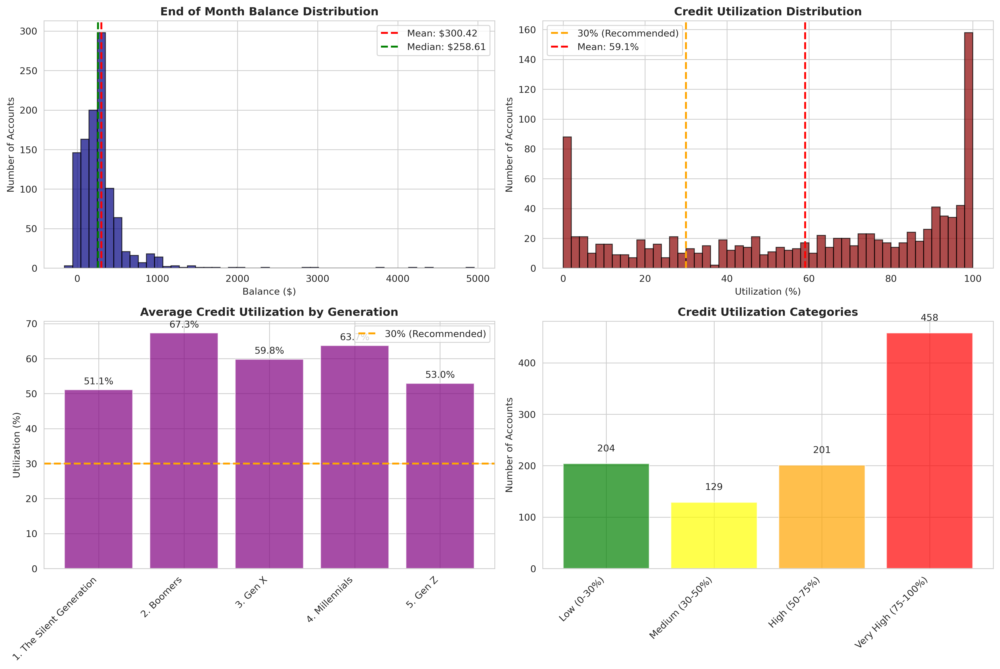 End of Month Balance Distribution
Number of Accounts
300
250
200
150
100
50
0
Mean: $300.42
Median: $258.61
0 1000 2000 3000 4000 5000
Balance ($)
Credit Utilization Distribution
Number of Accounts
160
140
120
100
80
60
40
20
0
30% (Recommended)
Mean: 59.1%
0 20 40 60 80 100
Utilization (%)
Average Credit Utilization by Generation
Utilization (%)
70
60
50
40
30
20
10
0
51.1%
67.3%
59.8%
63.7%
53.0%
30% (Recommended)
1. The Silent Generation
2. Boomers
3. Gen X
4. Millennials
5. Gen Z
Credit Utilization Categories
Number of Accounts
400
300
200
100
0
204
129
201
458
Low (0-30%)
Medium (30-50%)
High (50-75%)
Very High (75-100%)